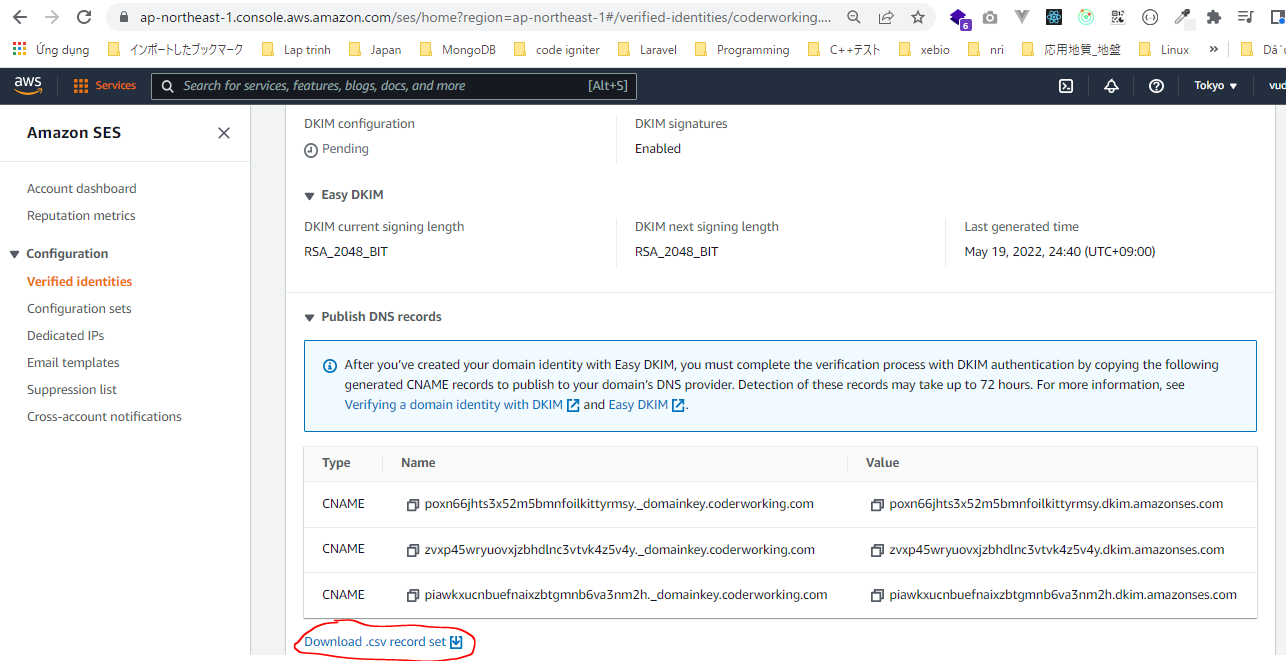 ap-northeast-1.console.aws.amazon.com/ses/home?region=ap-northeast-1#/verified-identities/coderworking....
6
Ứng dụng インポートしたブックマーク Lap trinh Japan MongoDB code igniter Laravel Programming C++テスト xebio nri 応用地質_地盤 Linux »
aws Services Search for services, features, blogs, docs, and more [Alt+S] Tokyo ▼
Amazon SES
Account dashboard
Reputation metrics
Configuration
Verified identities
Configuration sets
Dedicated IPs
Email templates
Suppression list
Cross-account notifications
DKIM configuration
Pending
DKIM signatures
Enabled
Easy DKIM
DKIM current signing length
RSA_2048_BIT
DKIM next signing length
RSA_2048_BIT
Last generated time
May 19, 2022, 24:40 (UTC+09:00)
Publish DNS records
After you’ve created your domain identity with Easy DKIM, you must complete the verification process with DKIM authentication by copying the following
generated CNAME records to publish to your domain’s DNS provider. Detection of these records may take up to 72 hours. For more information, see
Verifying a domain identity with DKIM and Easy DKIM.
Type Name Value
CNAME poxn66jhts3x52m5bmnfoilkittyrmsy._domainkey.coderworking.com poxn66jhts3x52m5bmnfoilkittyrmsy.dkim.amazonses.com
CNAME zvxp45wryuovxjzbhdlnc3vtvk4z5v4y._domainkey.coderworking.com zvxp45wryuovxjzbhdlnc3vtvk4z5v4y.dkim.amazonses.com
CNAME piawkxucnbuefnaixzbtgmnb6va3nm2h._domainkey.coderworking.com piawkxucnbuefnaixzbtgmnb6va3nm2h.dkim.amazonses.com
Download .csv record set